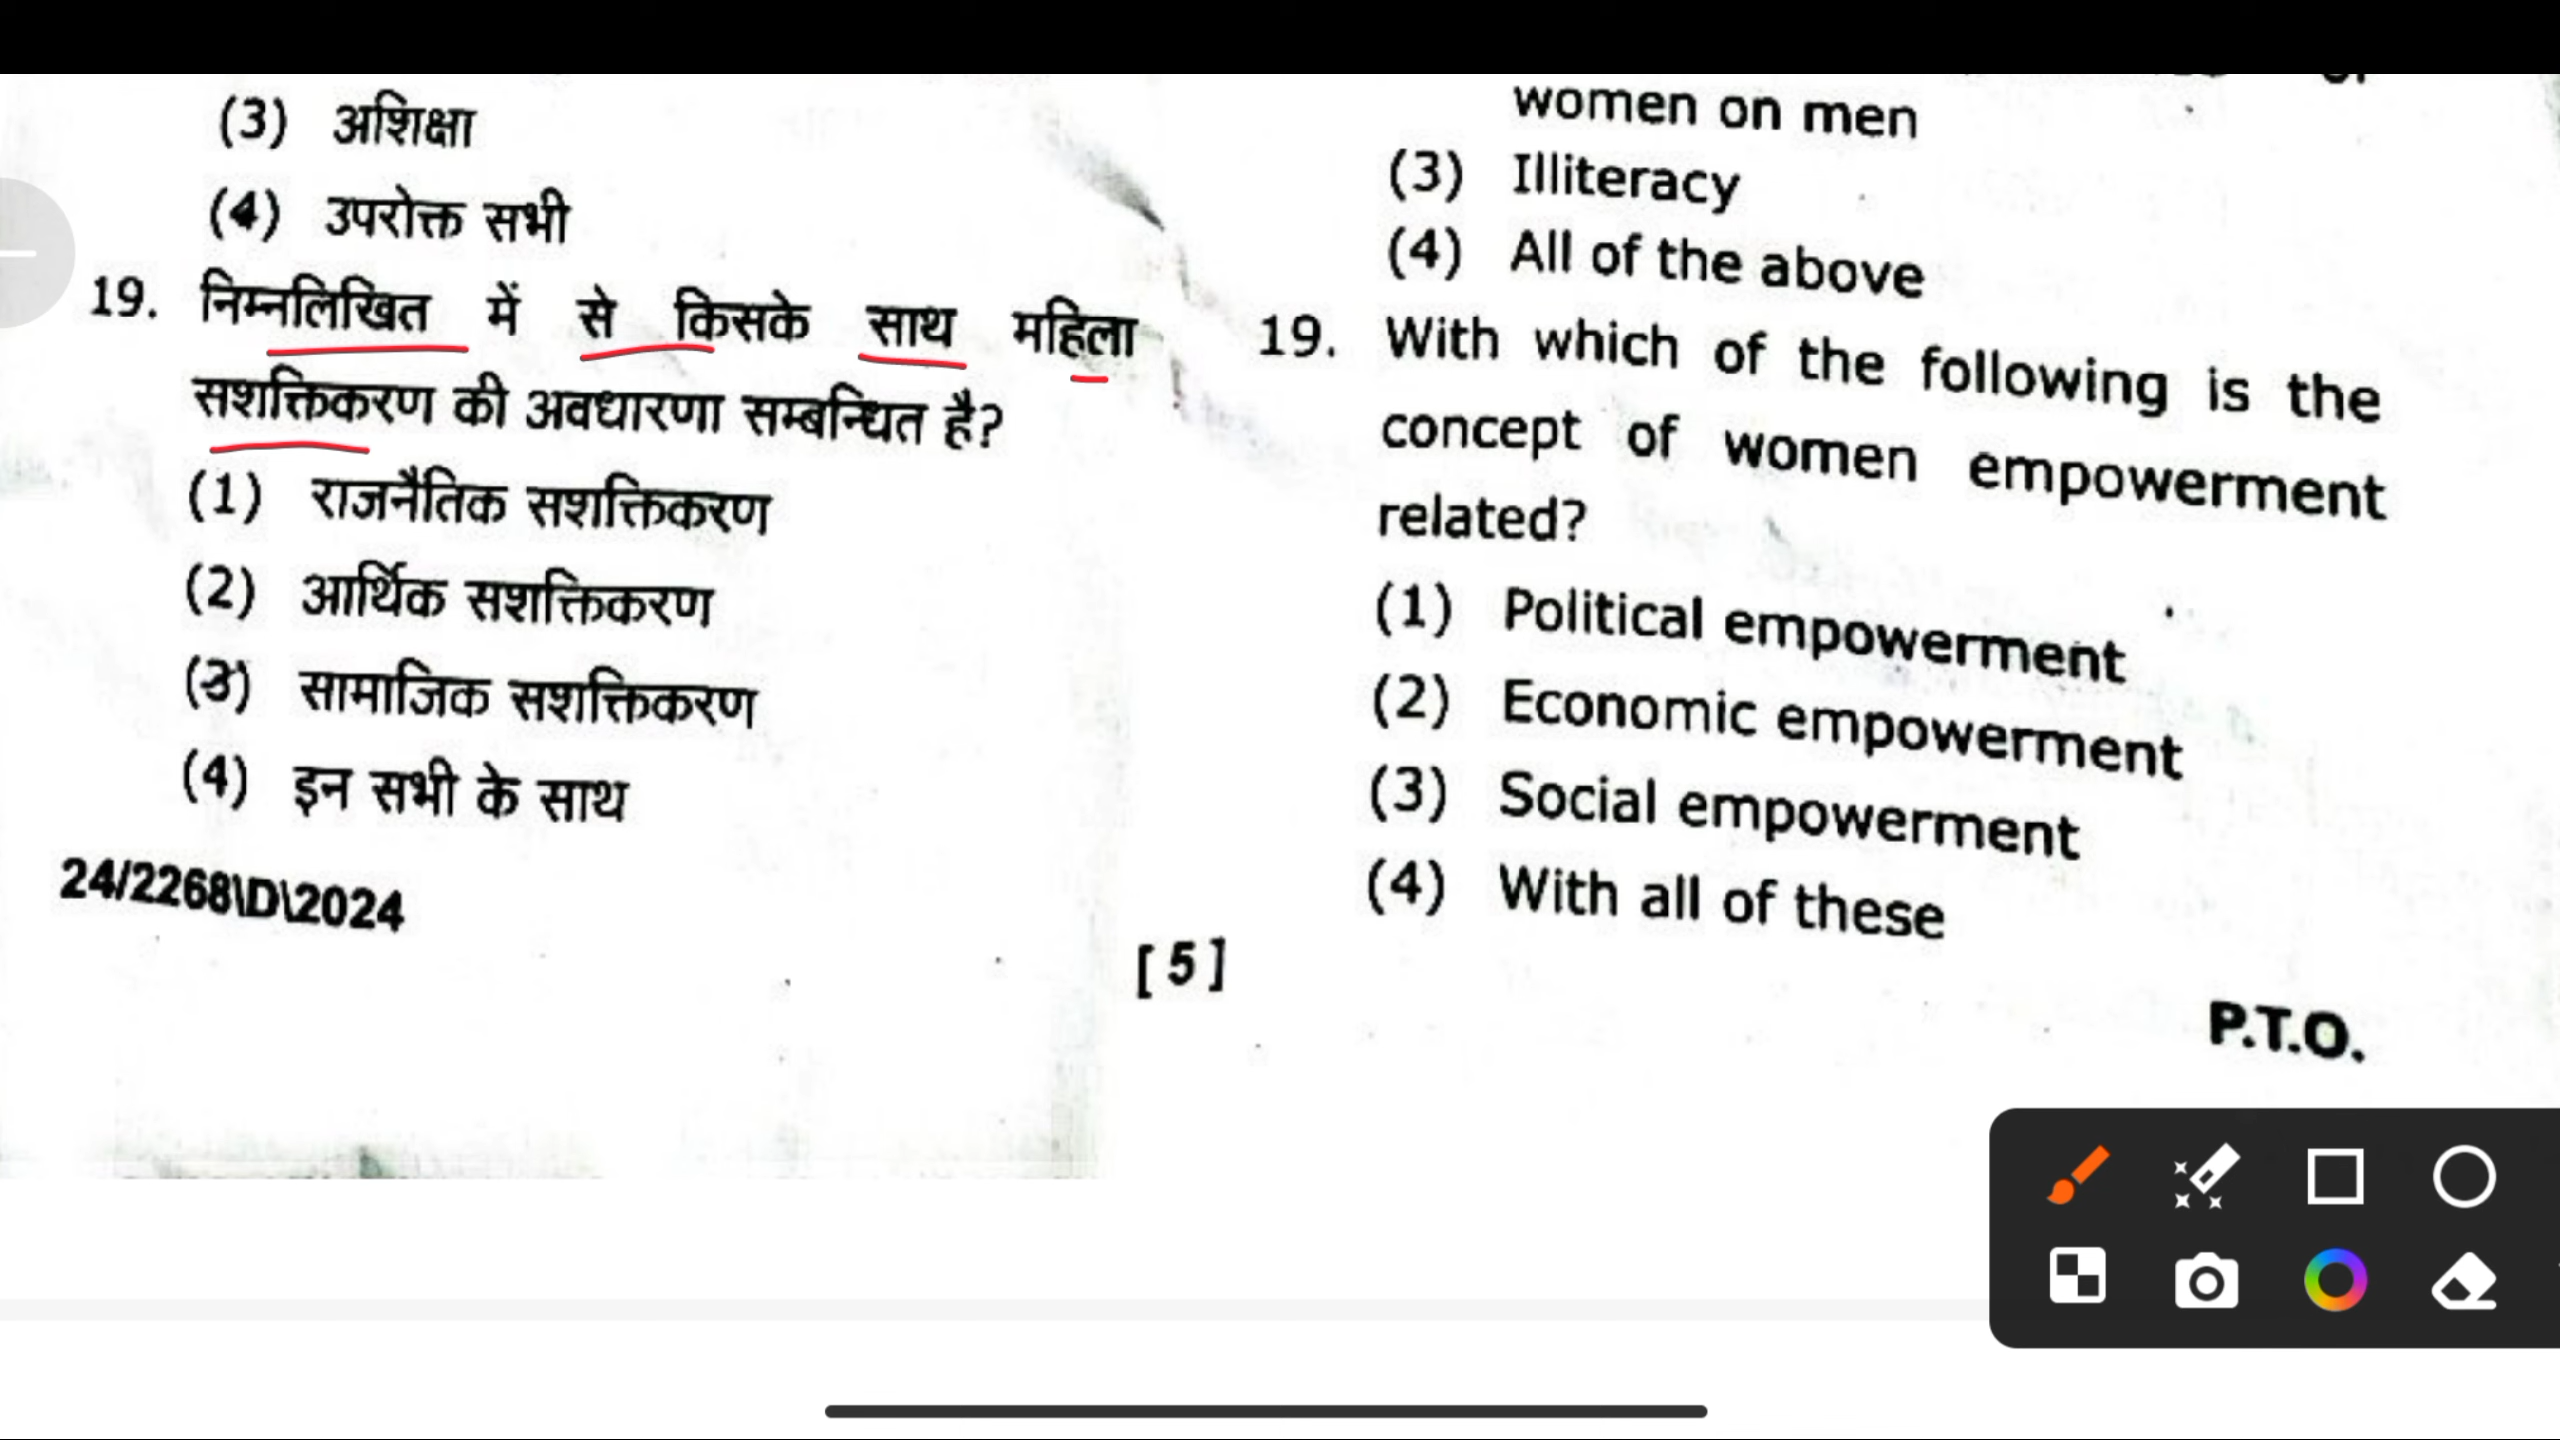 (3) अशिक्षा
(4) उपरोक्त सभी
19. निम्नलिखित में से किसके साथ महिला
सशक्तिकरण की अवधारणा सम्बन्धित है?
(1) राजनैतिक सशक्तिकरण
(2) आर्थिक सशक्तिकरण
(3) सामाजिक सशक्तिकरण
(4) इन सभी के साथ
24/2268\D\2024
women on men
(3) Illiteracy
(4) All of the above
19. With which of the following is the
concept of women empowerment
related?
(1) Political empowerment
(2) Economic empowerment
(3) Social empowerment
(4) With all of these
[ 5 ]
P.T.O.